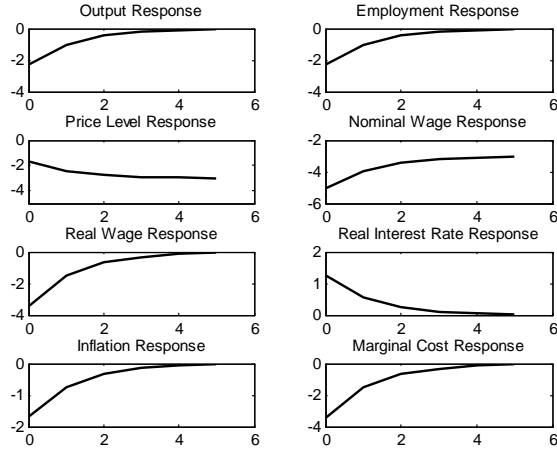 Output Response
Employment Response
0
-2
-4
0 2 4 6
0
-2
-4
0 2 4 6
Price Level Response
Nominal Wage Response
0
-2
-4
0 2 4 6
-2
-4
-6
0 2 4 6
Real Wage Response
Real Interest Rate Response
0
-2
-4
0 2 4 6
2
1
0
0 2 4 6
Inflation Response
Marginal Cost Response
0
-1
-2
0 2 4 6
0
-2
-4
0 2 4 6